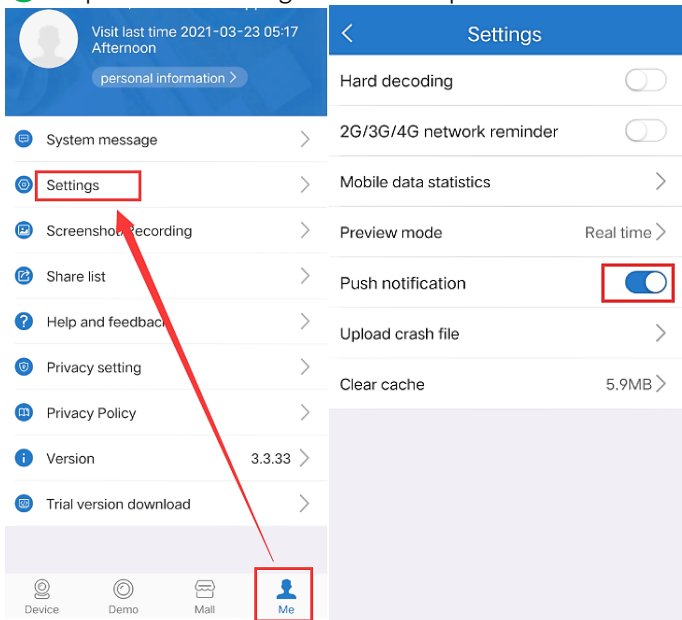 Visit last time 2021-03-23 05:17
Afternoon
personal information >
System message
Settings
Screenshot/Recording
Share list
Help and feedback
Privacy setting
Privacy Policy
Version 3.3.33
Trial version download
Device Demo Mall Me
Settings
Hard decoding
2G/3G/4G network reminder
Mobile data statistics
Preview mode Real time
Push notification
Upload crash file
Clear cache 5.9MB